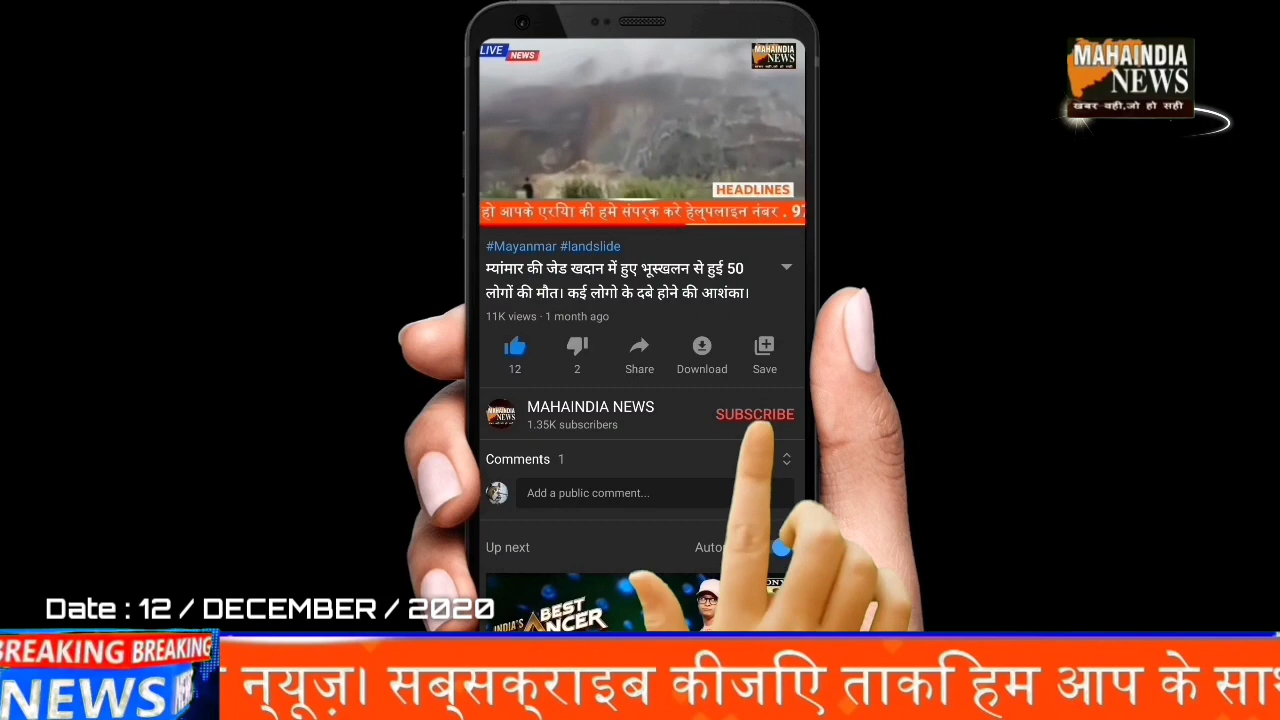 LIVE
NEWS
MAHAINDIA
NEWS
HEADLINES
हो आपके एरिया की हमे संपर्क करे हेल्पलाइन नंबर . 97
#Mayanmar #landslide
म्यांमार की जेड खदान में हुए भूस्खलन से हुई 50
लोगों की मौत। कई लोगो के दबे होने की आशंका।
11K views · 1 month ago
12
2
Share
Download
Save
MAHAINDIA NEWS
1.35K subscribers
SUBSCRIBE
Comments 1
Add a public comment...
Up next
INDIA'S BEST
MAHAINDIA
NEWS
खबर वही,जो हो सही
Date : 12 / DECEMBER / 2020
BREAKING BREAKING
NEWS
न्यूज़। सब्सक्राइब कीजिए ताकि हम आप के